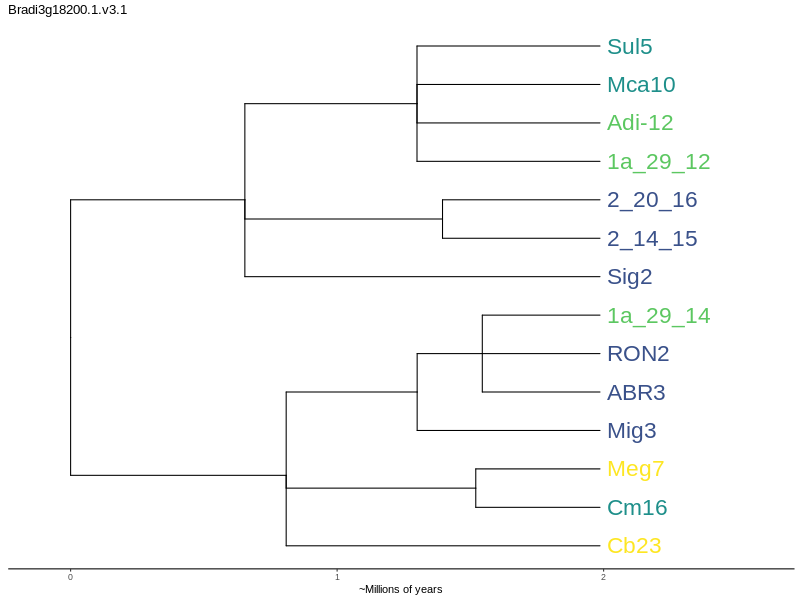 Bradi3g18200.1.v3.1
Sul5
Mca10
Adi-12
1a_29_12
2_20_16
2_14_15
Sig2
1a_29_14
RON2
ABR3
Mig3
Meg7
Cm16
Cb23
0 1 2
~Millions of years